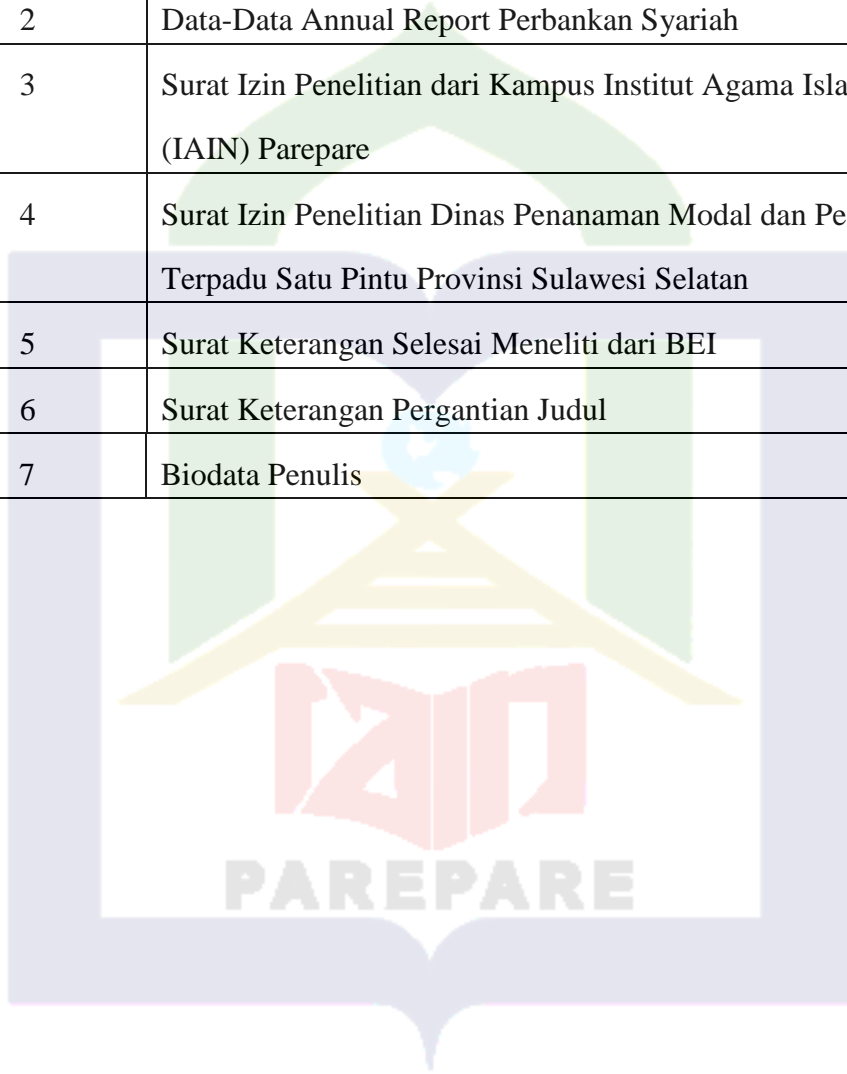 2 Data-Data Annual Report Perbankan Syariah
3 Surat Izin Penelitian dari Kampus Institut Agama
(IAIN) Parepare
4 Surat Izin Penelitian Dinas Penanaman Modal dan
Terpadu Satu Pintu Provinsi Sulawesi Selatan
5 Surat Keterangan Selesai Meneliti dari BEI
6 Surat Keterangan Pergantian Judul
7 Biodata Penulis
iain
PAREPARE